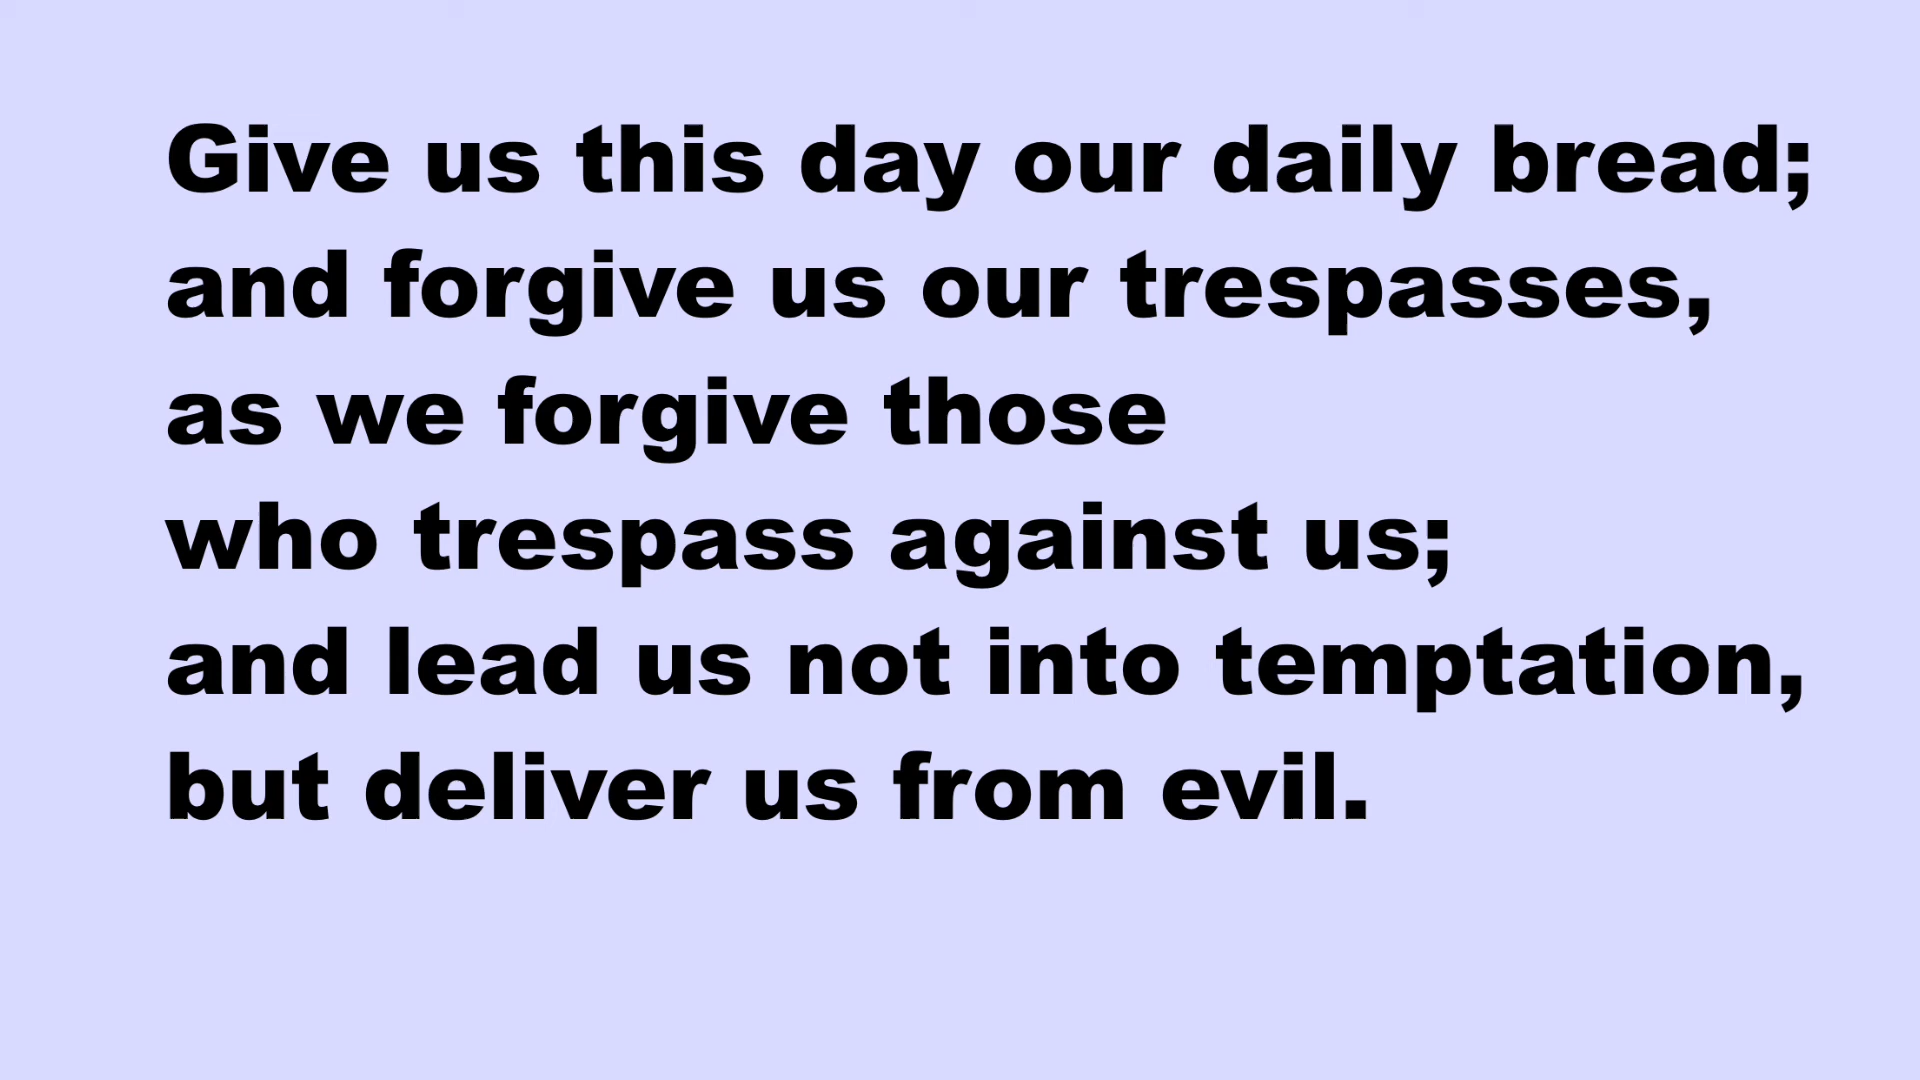 Give us this day our daily bread;
and forgive us our trespasses,
as we forgive those
who trespass against us;
and lead us not into temptation,
but deliver us from evil.